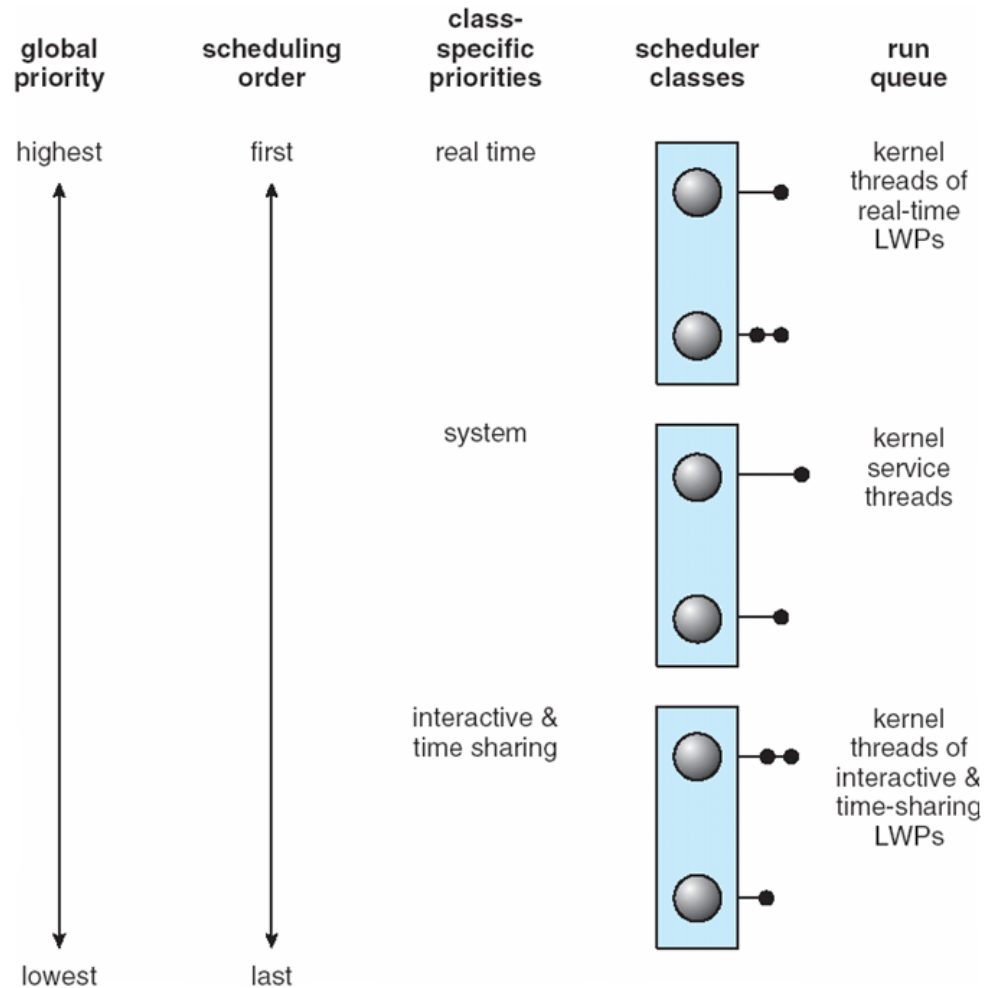 global
priority
scheduling
order
class-
specific
priorities
scheduler
classes
run
queue
highest
first
real time
kernel
threads of
real-time
LWPs
system
kernel
service
threads
interactive &
time sharing
kernel
threads of
interactive &
time-sharing
LWPs
lowest
last